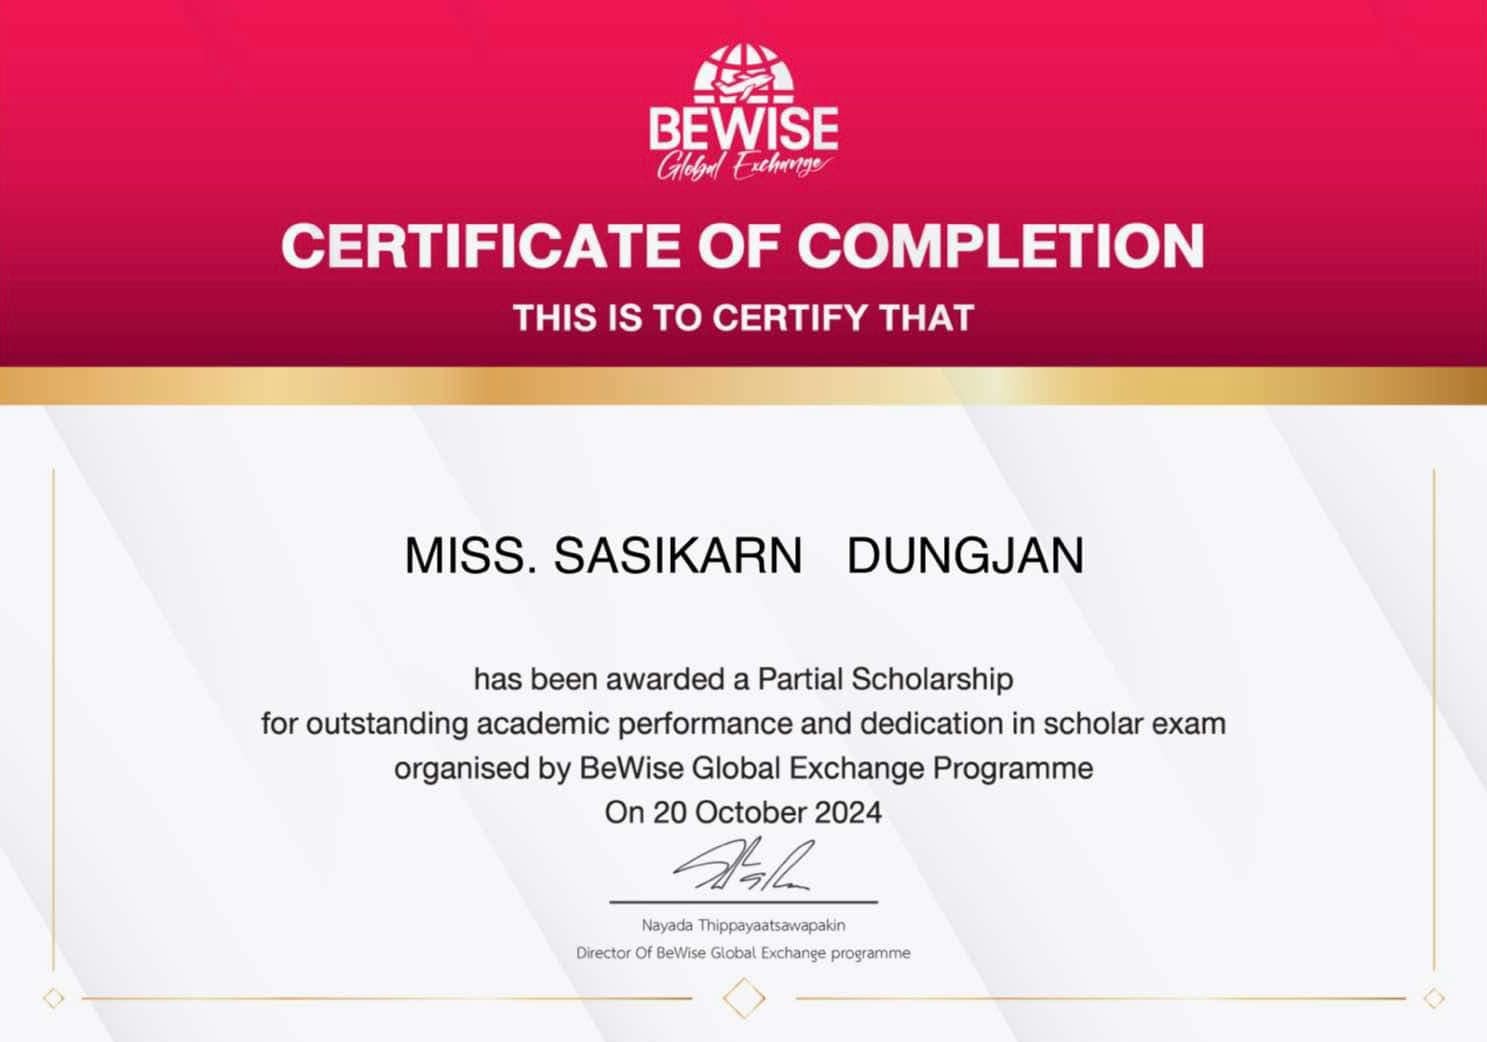 BEWISE
Global Exchange
CERTIFICATE OF COMPLETION
THIS IS TO CERTIFY THAT
MISS. SASIKARN DUNGJAN
has been awarded a Partial Scholarship
for outstanding academic performance and dedication in scholar exam
organised by BeWise Global Exchange Programme
On 20 October 2024
Nayada Thippayaatsawapakin
Director Of BeWise Global Exchange programme